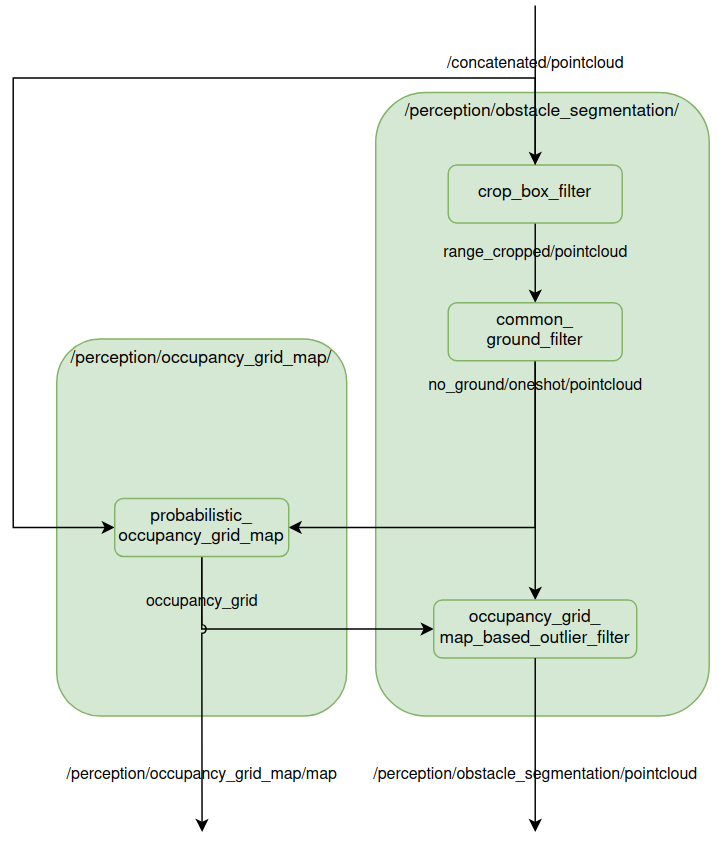 /concatenated/pointcloud
/perception/obstacle_segmentation/
crop_box_filter
range_cropped/pointcloud
common_
ground_filter
/perception/occupancy_grid_map/
no_ground/oneshot/pointcloud
probabilistic_
occupancy_grid_map
occupancy_grid
occupancy_grid_
map_based_outlier_filter
/perception/occupancy_grid_map/map
/perception/obstacle_segmentation/pointcloud